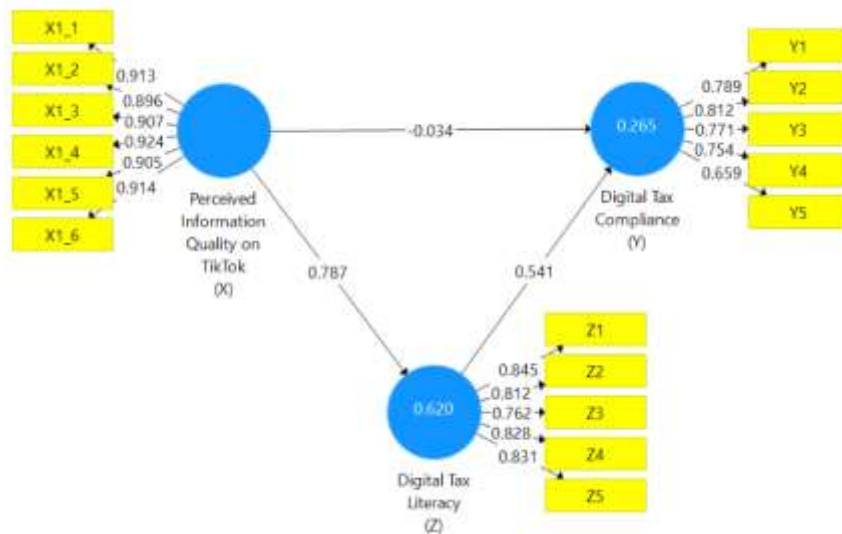 X1_1
X1_2
X1_3
X1_4
X1_5
X1_6
0.913
0.896
0.907
0.924
0.905
0.914
Perceived
Information
Quality on
TikTok
(X)
-0.034
0.787
0.541
0.265
Digital Tax
Compliance
(Y)
0.789
0.812
0.771
0.754
0.659
Y1
Y2
Y3
Y4
Y5
0.620
Digital Tax
Literacy
(Z)
0.845
0.812
0.762
0.828
0.831
Z1
Z2
Z3
Z4
Z5